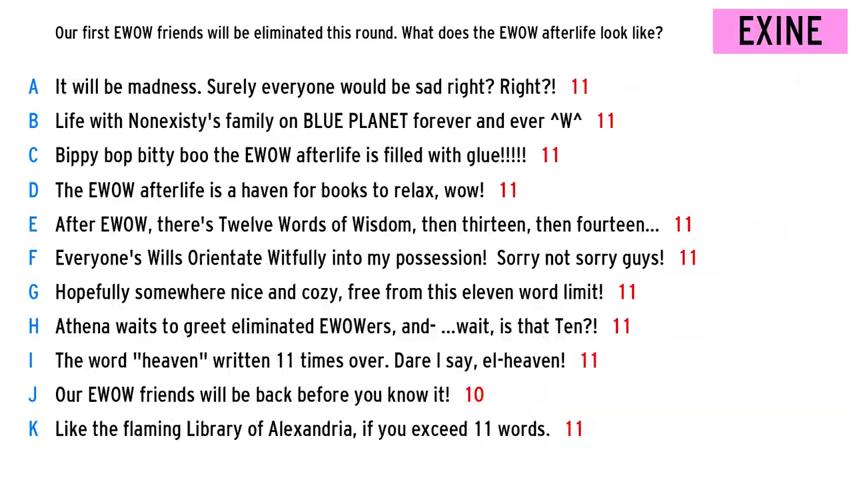 Our first EWOW friends will be eliminated this round. What does the EWOW afterlife look like?
EXINE
A It will be madness. Surely everyone would be sad right? Right?! 11
B Life with Nonexisty's family on BLUE PLANET forever and ever ^W^ 11
C Bippy bop bitty boo the EWOW afterlife is filled with glue!!!!! 11
D The EWOW afterlife is a haven for books to relax, wow! 11
E After EWOW, there's Twelve Words of Wisdom, then thirteen, then fourteen... 11
F Everyone's Wills Orientate Witfully into my possession! Sorry not sorry guys! 11
G Hopefully somewhere nice and cozy, free from this eleven word limit! 11
H Athena waits to greet eliminated EWOWers, and- ...wait, is that Ten?! 11
I The word "heaven" written 11 times over. Dare I say, el-heaven! 11
J Our EWOW friends will be back before you know it! 10
K Like the flaming Library of Alexandria, if you exceed 11 words. 11